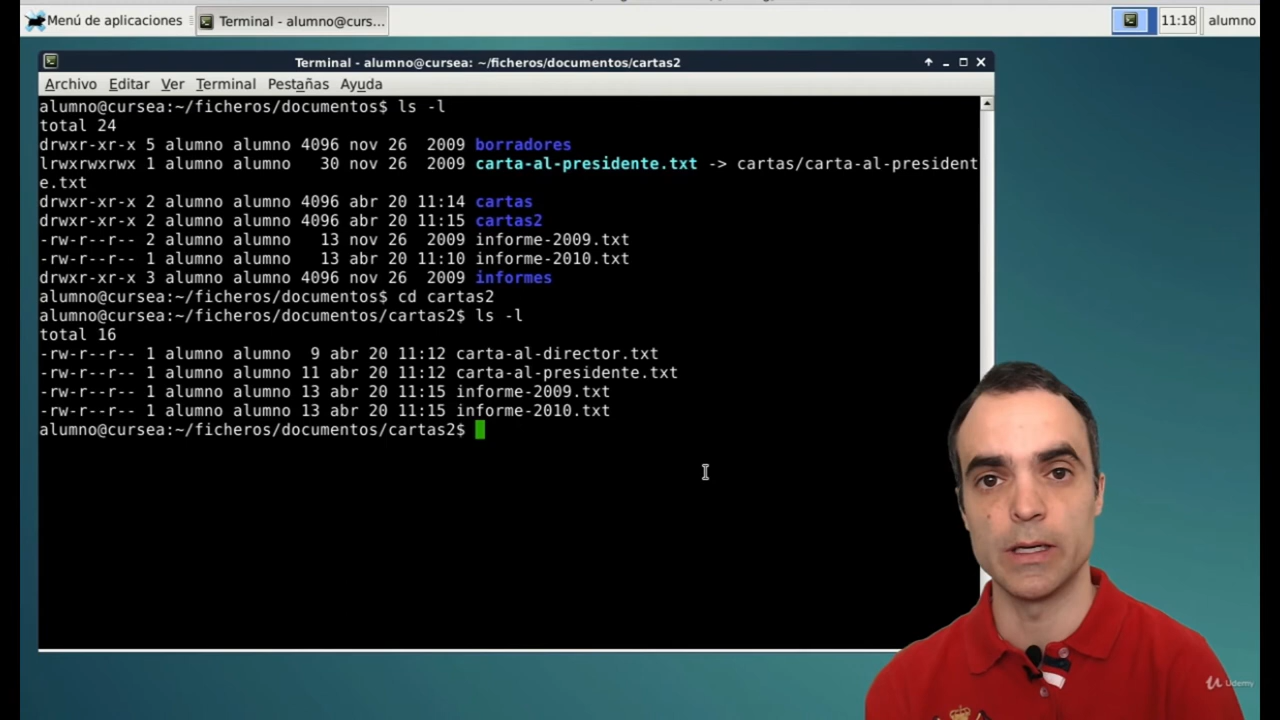 Menú de aplicaciones
Terminal - alumno@curs...
11:18
alumno
Terminal - alumno@cursea: ~/ficheros/documentos/cartas2
Archivo Editar Ver Terminal Pestañas Ayuda
alumno@cursea:~/ficheros/documentos$ ls -l
total 24
drwxr-xr-x 5 alumno alumno 4096 nov 26  2009 borradores
lrwxrwxrwx 1 alumno alumno   30 nov 26  2009 carta-al-presidente.txt -> cartas/carta-al-president
e.txt
drwxr-xr-x 2 alumno alumno 4096 abr 20 11:14 cartas
drwxr-xr-x 2 alumno alumno 4096 abr 20 11:15 cartas2
-rw-r--r-- 2 alumno alumno   13 nov 26  2009 informe-2009.txt
-rw-r--r-- 1 alumno alumno   13 abr 20 11:10 informe-2010.txt
drwxr-xr-x 3 alumno alumno 4096 nov 26  2009 informes
alumno@cursea:~/ficheros/documentos$ cd cartas2
alumno@cursea:~/ficheros/documentos/cartas2$ ls -l
total 16
-rw-r--r-- 1 alumno alumno  9 abr 20 11:12 carta-al-director.txt
-rw-r--r-- 1 alumno alumno 11 abr 20 11:12 carta-al-presidente.txt
-rw-r--r-- 1 alumno alumno 13 abr 20 11:15 informe-2009.txt
-rw-r--r-- 1 alumno alumno 13 abr 20 11:15 informe-2010.txt
alumno@cursea:~/ficheros/documentos/cartas2$
Udemy